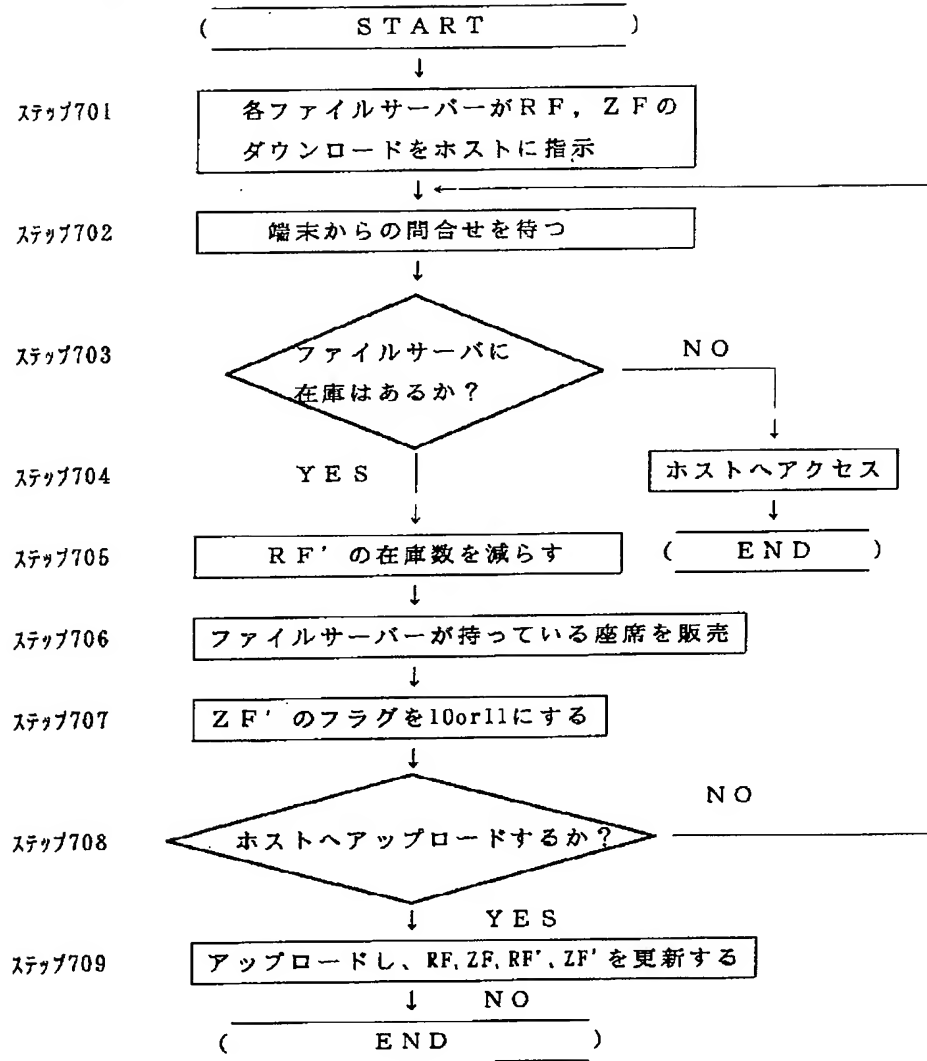 START
ステップ701
各ファイルサーバーがRF，ZFの
ダウンロードをホストに指示
ステップ702
端末からの問合せを待つ
ステップ703
ファイルサーバに
在庫はあるか？
NO
ステップ704
YES
ホストへアクセス
ステップ705
RF'の在庫数を減らす
END
ステップ706
ファイルサーバーが持っている座席を販売
ステップ707
ZF'のフラグを10or11にする
NO
ステップ708
ホストへアップロードするか？
YES
ステップ709
アップロードし、RF,ZF,RF',ZF'を更新する
NO
END